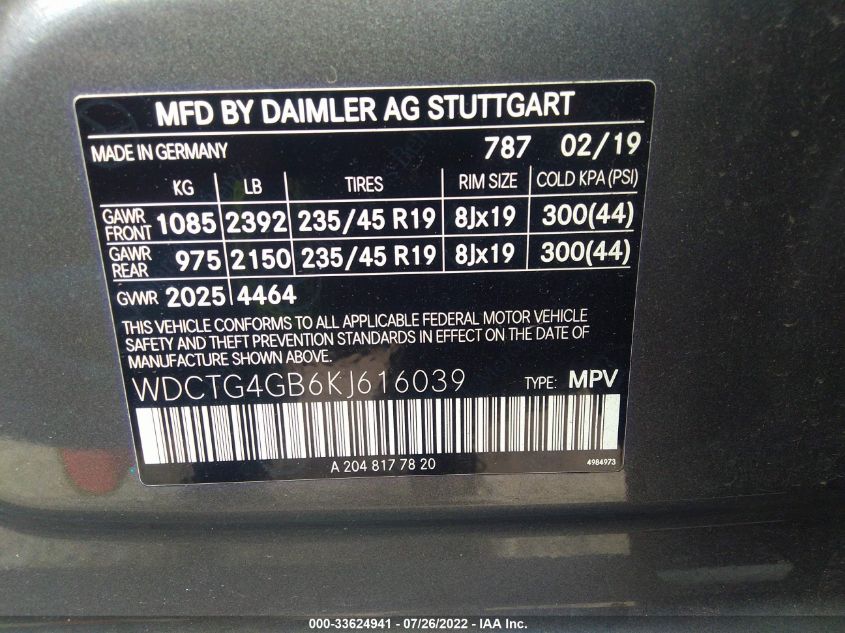 MFD BY DAIMLER AG STUTTGART
MADE IN GERMANY 787 02/19
KG LB TIRES RIM SIZE COLD KPA (PSI)
GAWR FRONT 1085 2392 235/45 R19 8Jx19 300(44)
GAWR REAR 975 2150 235/45 R19 8Jx19 300(44)
GVWR 2025 4464
THIS VEHICLE CONFORMS TO ALL APPLICABLE FEDERAL MOTOR VEHICLE
SAFETY AND THEFT PREVENTION STANDARDS IN EFFECT ON THE DATE OF
MANUFACTURE SHOWN ABOVE.
WDCTG4GB6KJ616039 TYPE: MPV
A 204 817 78 20 4984973
000-33624941 - 07/26/2022 - IAA Inc.